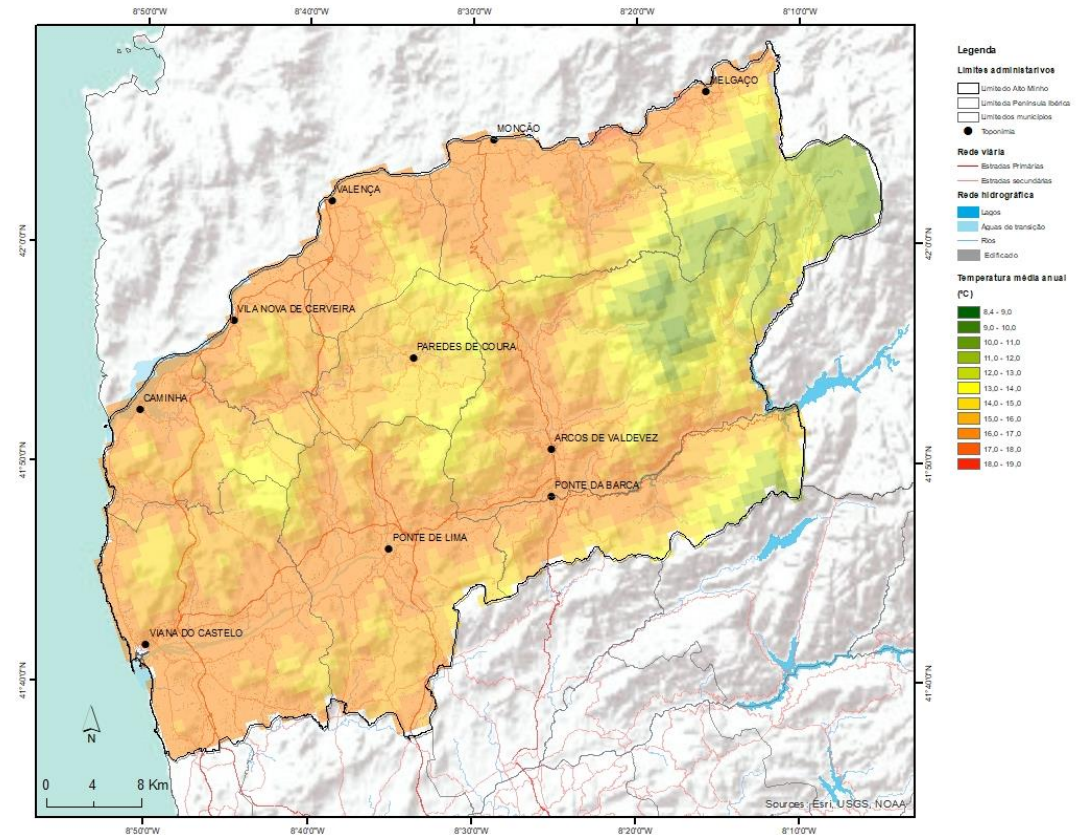 8°50'0"W
8°40'0"W
8°30'0"W
8°20'0"W
8°10'0"W
42°0'0"N
41°50'0"N
41°40'0"N
42°0'0"N
41°50'0"N
41°40'0"N
MELGAÇO
MONÇÃO
VALENÇA
VILA NOVA DE CERVEIRA
PAREDES DE COURA
CAMINHA
ARCOS DE VALDEVEZ
PONTE DA BARCA
PONTE DE LIMA
VIANA DO CASTELO
N
0 4 8 Km
Sources: Esri, USGS, NOAA
8°50'0"W
8°40'0"W
8°30'0"W
8°20'0"W
8°10'0"W
Legenda
Limites administarivos
Limite do Alto Minho
Limite da Península Ibérica
Limite dos municípios
Toponímia
Rede viária
Estradas Primárias
Estradas secundárias
Rede hidrográfica
Lagos
Águas de transição
Rios
Edificado
Temperatura média anual
(ºC)
8,4 - 9,0
9,0 - 10,0
10,0 - 11,0
11,0 - 12,0
12,0 - 13,0
13,0 - 14,0
14,0 - 15,0
15,0 - 16,0
16,0 - 17,0
17,0 - 18,0
18,0 - 19,0